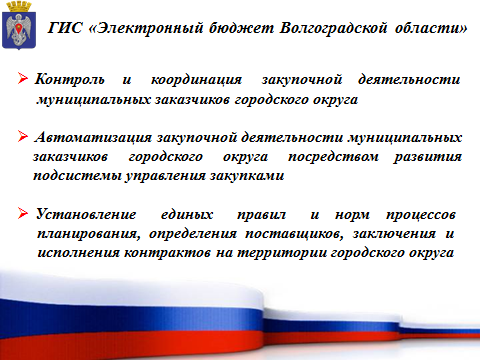 ГИС «Электронный бюджет Волгоградской области»
Контроль и координация закупочной деятельности
муниципальных заказчиков городского округа
Автоматизация закупочной деятельности муниципальных
заказчиков городского округа посредством развития
подсистемы управления закупками
Установление единых правил и норм процессов
планирования, определения поставщиков, заключения и
исполнения контрактов на территории городского округа